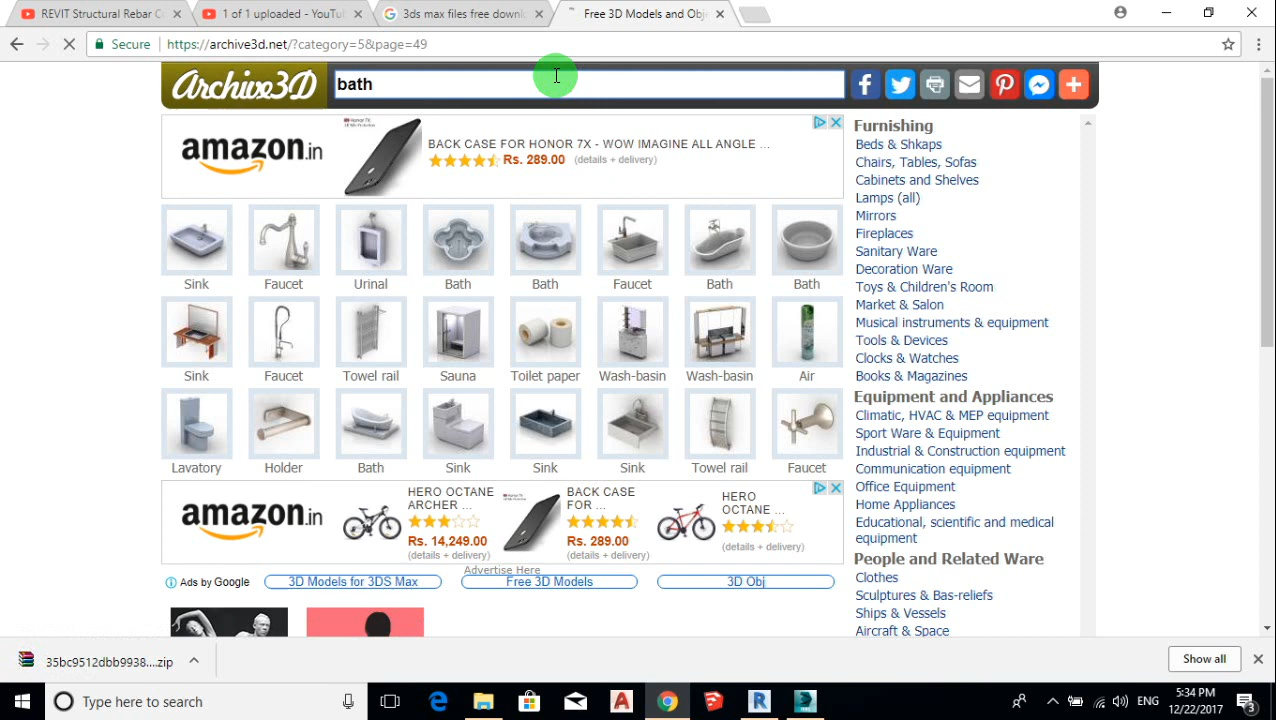 REVIT Structural Rebar Co
1 of 1 uploaded - YouTu
3ds max files free downl
Free 3D Models and Obj
Secure
https://archive3d.net/?category=5&page=49
Archive3D
bath
amazon.in
BACK CASE FOR HONOR 7X - WOW IMAGINE ALL ANGLE ...
Rs. 289.00 (details + delivery)
Sink Faucet Urinal Bath Bath Faucet Bath Bath
Sink Faucet Towel rail Sauna Toilet paper Wash-basin Wash-basin Air
Lavatory Holder Bath Sink Sink Sink Towel rail Faucet
Furnishing
Beds & Shkaps
Chairs, Tables, Sofas
Cabinets and Shelves
Lamps (all)
Mirrors
Fireplaces
Sanitary Ware
Decoration Ware
Toys & Children's Room
Market & Salon
Musical instruments & equipment
Tools & Devices
Clocks & Watches
Books & Magazines
Equipment and Appliances
Climatic, HVAC & MEP equipment
Sport Ware & Equipment
Industrial & Construction equipment
Communication equipment
Office Equipment
Home Appliances
Educational, scientific and medical
equipment
People and Related Ware
Clothes
Sculptures & Bas-reliefs
Ships & Vessels
Aircraft & Space
amazon.in
HERO OCTANE
ARCHER ...
Rs. 14,249.00
(details + delivery)
BACK CASE
FOR ...
Rs. 289.00
(details + delivery)
HERO
OCTANE ...
(details + delivery)
Advertise Here
Ads by Google
3D Models for 3DS Max
Free 3D Models
3D Obj
35bc9512dbb9938....zip
Show all
Type here to search
ENG
5:34 PM
12/22/2017
3